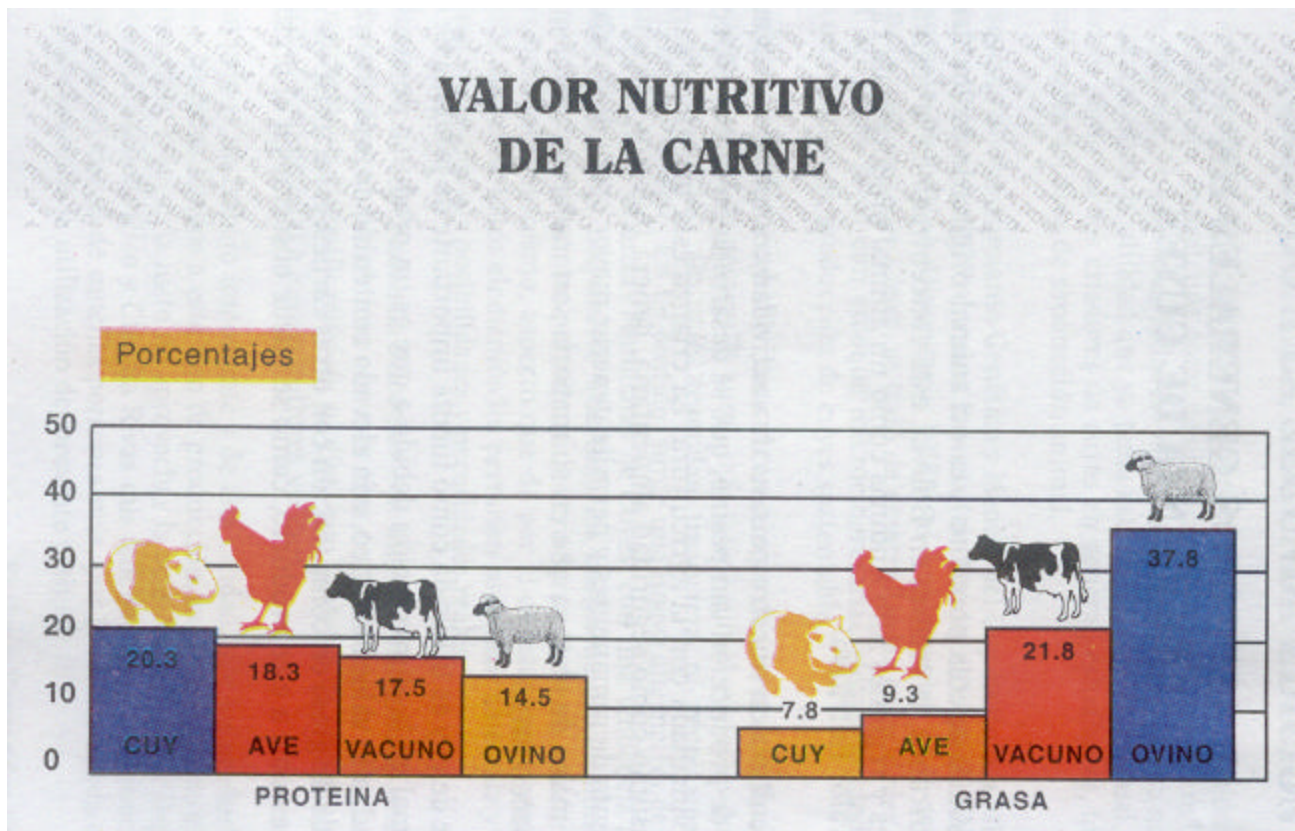 VALOR NUTRITIVO
DE LA CARNE
Porcentajes
50
40
30
20
10
0
20.3
18.3
17.5
14.5
7.8
9.3
21.8
37.8
CUY
AVE
VACUNO
OVINO
CUY
AVE
VACUNO
OVINO
PROTEINA
GRASA